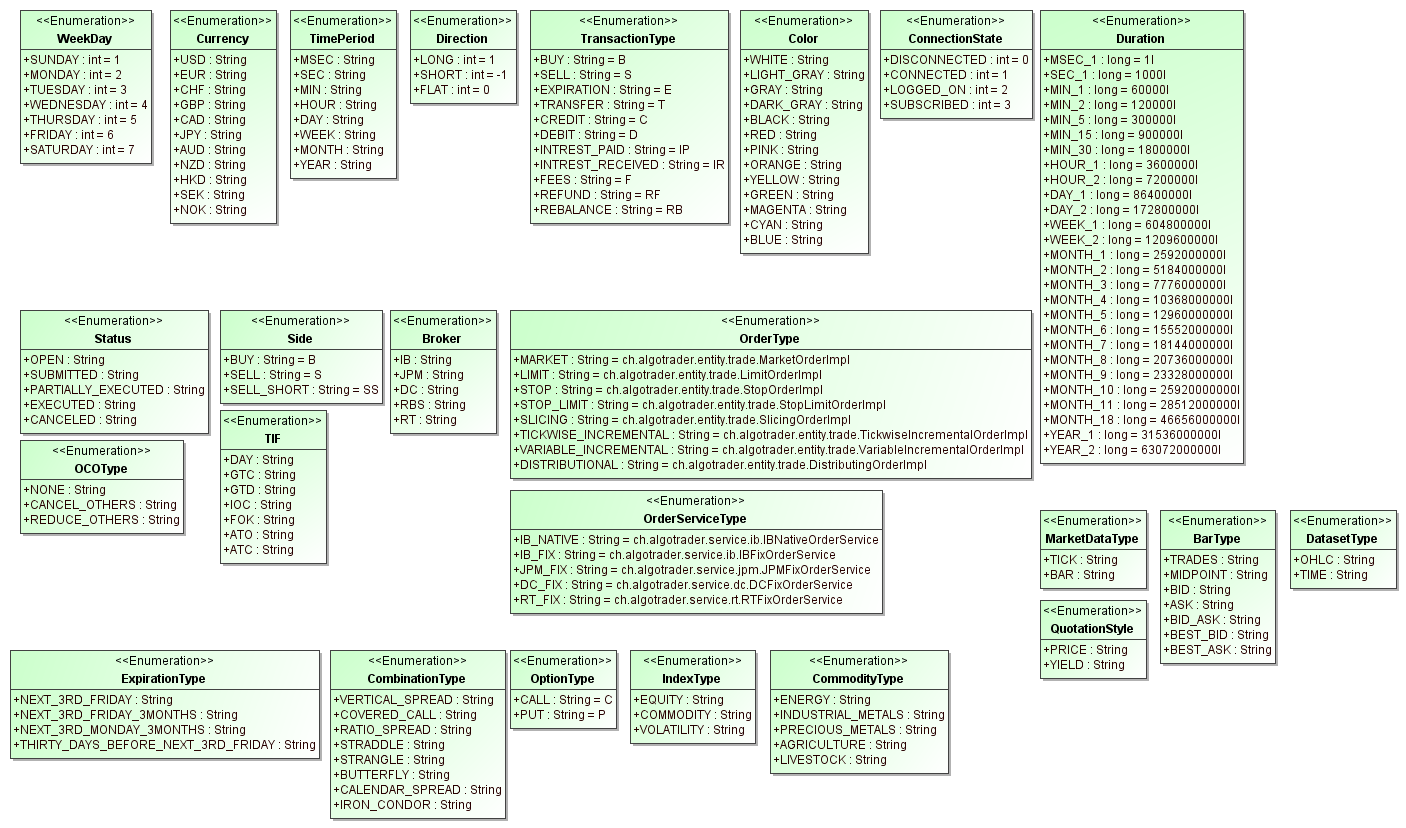 <<Enumeration>>
WeekDay
+SUNDAY : int = 1
+MONDAY : int = 2
+TUESDAY : int = 3
+WEDNESDAY : int = 4
+THURSDAY : int = 5
+FRIDAY : int = 6
+SATURDAY : int = 7
<<Enumeration>>
Currency
+USD : String
+EUR : String
+CHF : String
+GBP : String
+CAD : String
+JPY : String
+AUD : String
+NZD : String
+HKD : String
+SEK : String
+NOK : String
<<Enumeration>>
TimePeriod
+MSEC : String
+SEC : String
+MIN : String
+HOUR : String
+DAY : String
+WEEK : String
+MONTH : String
+YEAR : String
<<Enumeration>>
Direction
+LONG : int = 1
+SHORT : int = -1
+FLAT : int = 0
<<Enumeration>>
TransactionType
+BUY : String = B
+SELL : String = S
+EXPIRATION : String = E
+TRANSFER : String = T
+CREDIT : String = C
+DEBIT : String = D
+INTREST_PAID : String = IP
+INTREST_RECEIVED : String = IR
+FEES : String = F
+REFUND : String = RF
+REBALANCE : String = RB
<<Enumeration>>
Color
+WHITE : String
+LIGHT_GRAY : String
+GRAY : String
+DARK_GRAY : String
+BLACK : String
+RED : String
+PINK : String
+ORANGE : String
+YELLOW : String
+GREEN : String
+MAGENTA : String
+CYAN : String
+BLUE : String
<<Enumeration>>
ConnectionState
+DISCONNECTED : int = 0
+CONNECTED : int = 1
+LOGGED_ON : int = 2
+SUBSCRIBED : int = 3
<<Enumeration>>
Duration
+MSEC_1 : long = 1l
+SEC_1 : long = 1000l
+MIN_1 : long = 60000l
+MIN_2 : long = 120000l
+MIN_5 : long = 300000l
+MIN_15 : long = 900000l
+MIN_30 : long = 1800000l
+HOUR_1 : long = 3600000l
+HOUR_2 : long = 7200000l
+DAY_1 : long = 86400000l
+DAY_2 : long = 172800000l
+WEEK_1 : long = 604800000l
+WEEK_2 : long = 1209600000l
+MONTH_1 : long = 2592000000l
+MONTH_2 : long = 5184000000l
+MONTH_3 : long = 7776000000l
+MONTH_4 : long = 10368000000l
+MONTH_5 : long = 12960000000l
+MONTH_6 : long = 15552000000l
+MONTH_7 : long = 18144000000l
+MONTH_8 : long = 20736000000l
+MONTH_9 : long = 23328000000l
+MONTH_10 : long = 25920000000l
+MONTH_11 : long = 28512000000l
+MONTH_18 : long = 46656000000l
+YEAR_1 : long = 31536000000l
+YEAR_2 : long = 63072000000l
<<Enumeration>>
Status
+OPEN : String
+SUBMITTED : String
+PARTIALLY_EXECUTED : String
+EXECUTED : String
+CANCELED : String
<<Enumeration>>
Side
+BUY : String = B
+SELL : String = S
+SELL_SHORT : String = SS
<<Enumeration>>
Broker
+IB : String
+JPM : String
+DC : String
+RBS : String
+RT : String
<<Enumeration>>
OrderType
+MARKET : String = ch.algotrader.entity.trade.MarketOrderImpl
+LIMIT : String = ch.algotrader.entity.trade.LimitOrderImpl
+STOP : String = ch.algotrader.entity.trade.StopOrderImpl
+STOP_LIMIT : String = ch.algotrader.entity.trade.StopLimitOrderImpl
+SLICING : String = ch.algotrader.entity.trade.SlicingOrderImpl
+TICKWISE_INCREMENTAL : String = ch.algotrader.entity.trade.TickwiseIncrementalOrderImpl
+VARIABLE_INCREMENTAL : String = ch.algotrader.entity.trade.VariableIncrementalOrderImpl
+DISTRIBUTIONAL : String = ch.algotrader.entity.trade.DistributingOrderImpl
<<Enumeration>>
OCOType
+NONE : String
+CANCEL_OTHERS : String
+REDUCE_OTHERS : String
<<Enumeration>>
TIF
+DAY : String
+GTC : String
+GTD : String
+IOC : String
+FOK : String
+ATO : String
+ATC : String
<<Enumeration>>
OrderServiceType
+IB_NATIVE : String = ch.algotrader.service.ib.IBNativeOrderService
+IB_FIX : String = ch.algotrader.service.ib.IBFixOrderService
+JPM_FIX : String = ch.algotrader.service.jpm.JPMFixOrderService
+DC_FIX : String = ch.algotrader.service.dc.DCFixOrderService
+RT_FIX : String = ch.algotrader.service.rt.RTFixOrderService
<<Enumeration>>
MarketDataType
+TICK : String
+BAR : String
<<Enumeration>>
BarType
+TRADES : String
+MIDPOINT : String
+BID : String
+ASK : String
+BID_ASK : String
+BEST_BID : String
+BEST_ASK : String
<<Enumeration>>
DatasetType
+OHLC : String
+TIME : String
<<Enumeration>>
QuotationStyle
+PRICE : String
+YIELD : String
<<Enumeration>>
ExpirationType
+NEXT_3RD_FRIDAY : String
+NEXT_3RD_FRIDAY_3MONTHS : String
+NEXT_3RD_MONDAY_3MONTHS : String
+THIRTY_DAYS_BEFORE_NEXT_3RD_FRIDAY : String
<<Enumeration>>
CombinationType
+VERTICAL_SPREAD : String
+COVERED_CALL : String
+RATIO_SPREAD : String
+STRADDLE : String
+STRANGLE : String
+BUTTERFLY : String
+CALENDAR_SPREAD : String
+IRON_CONDOR : String
<<Enumeration>>
OptionType
+CALL : String = C
+PUT : String = P
<<Enumeration>>
IndexType
+EQUITY : String
+COMMODITY : String
+VOLATILITY : String
<<Enumeration>>
CommodityType
+ENERGY : String
+INDUSTRIAL_METALS : String
+PRECIOUS_METALS : String
+AGRICULTURE : String
+LIVESTOCK : String